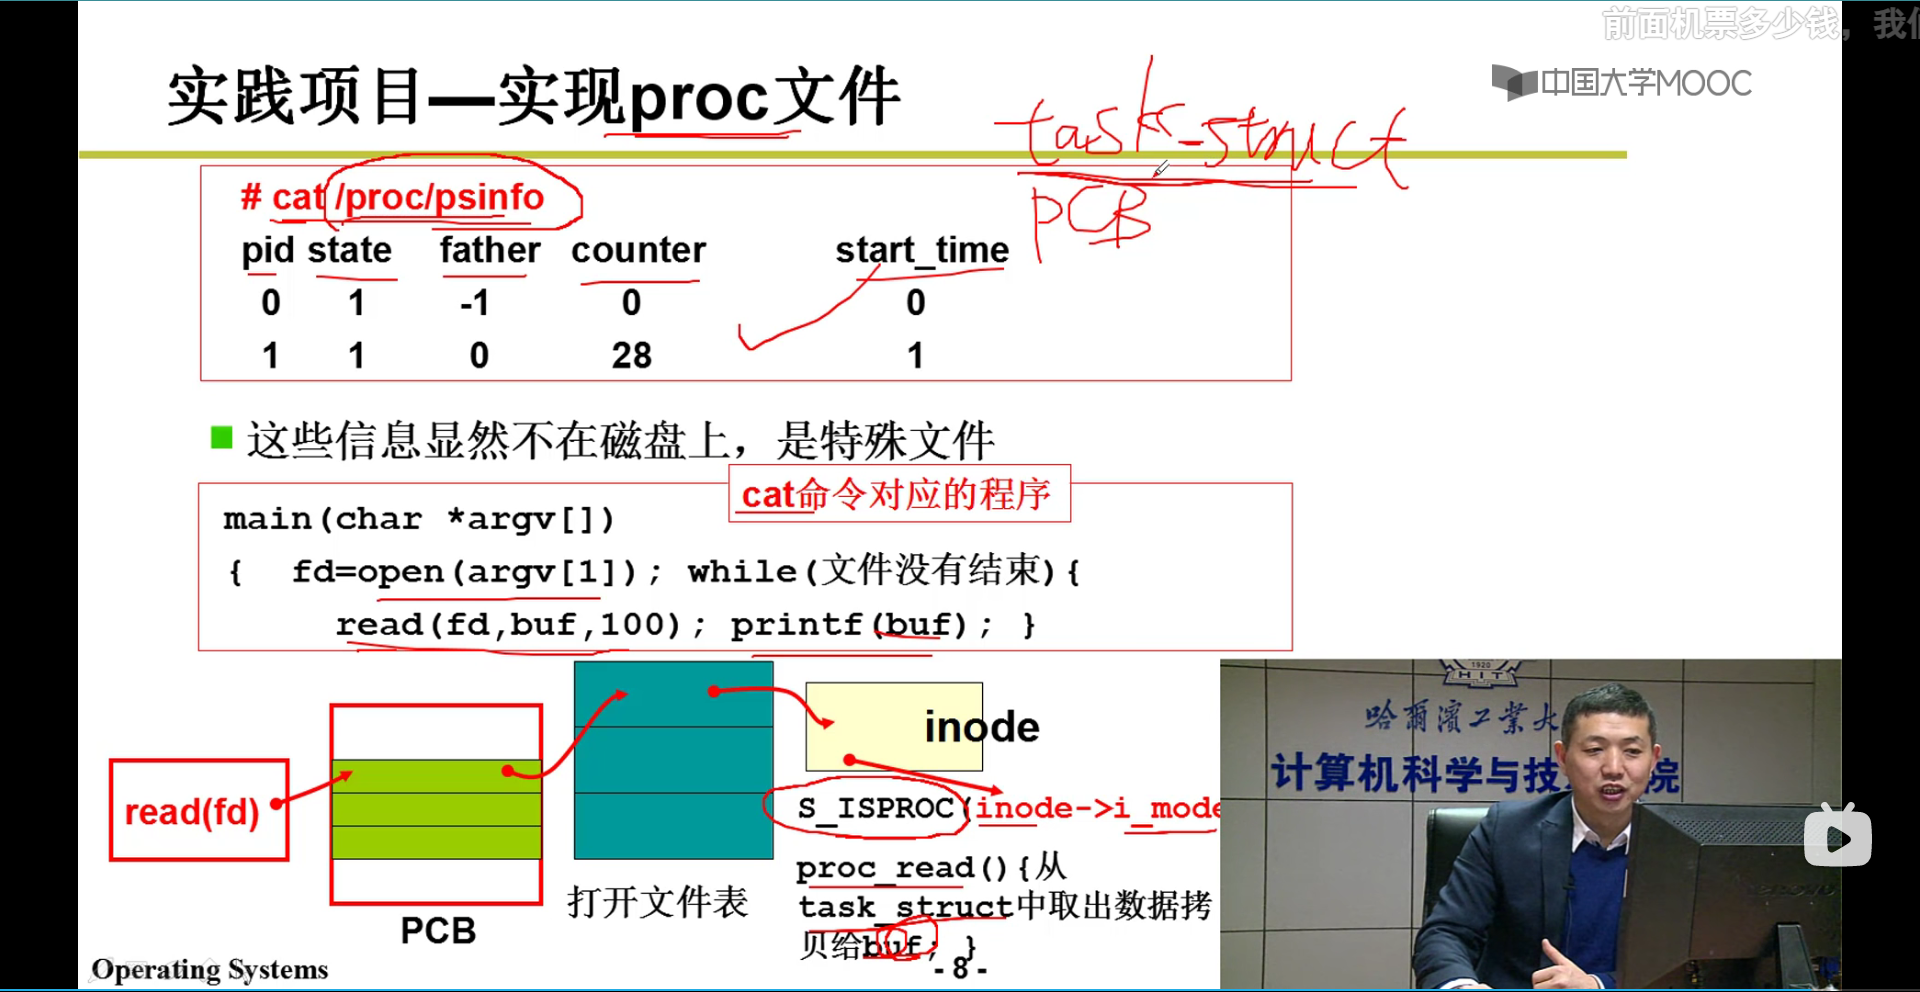 前面机票多少钱，我们
实践项目—实现proc文件
中国大学MOOC
task_struct
PCB
# cat /proc/psinfo
pid state father counter start_time
0 1 -1 0 0
1 1 0 28 1
这些信息显然不在磁盘上，是特殊文件
cat命令对应的程序
main(char *argv[])
{ fd=open(argv[1]); while(文件没有结束){
read(fd,buf,100); printf(buf); }
read(fd)
PCB
打开文件表
inode
S_ISPROC(inode->i_mode
proc_read(){从
task_struct中取出数据拷
贝给buf; }
Operating Systems
- 8 -
1920
HIT
哈爾濱工業大
计算机科学与技 院